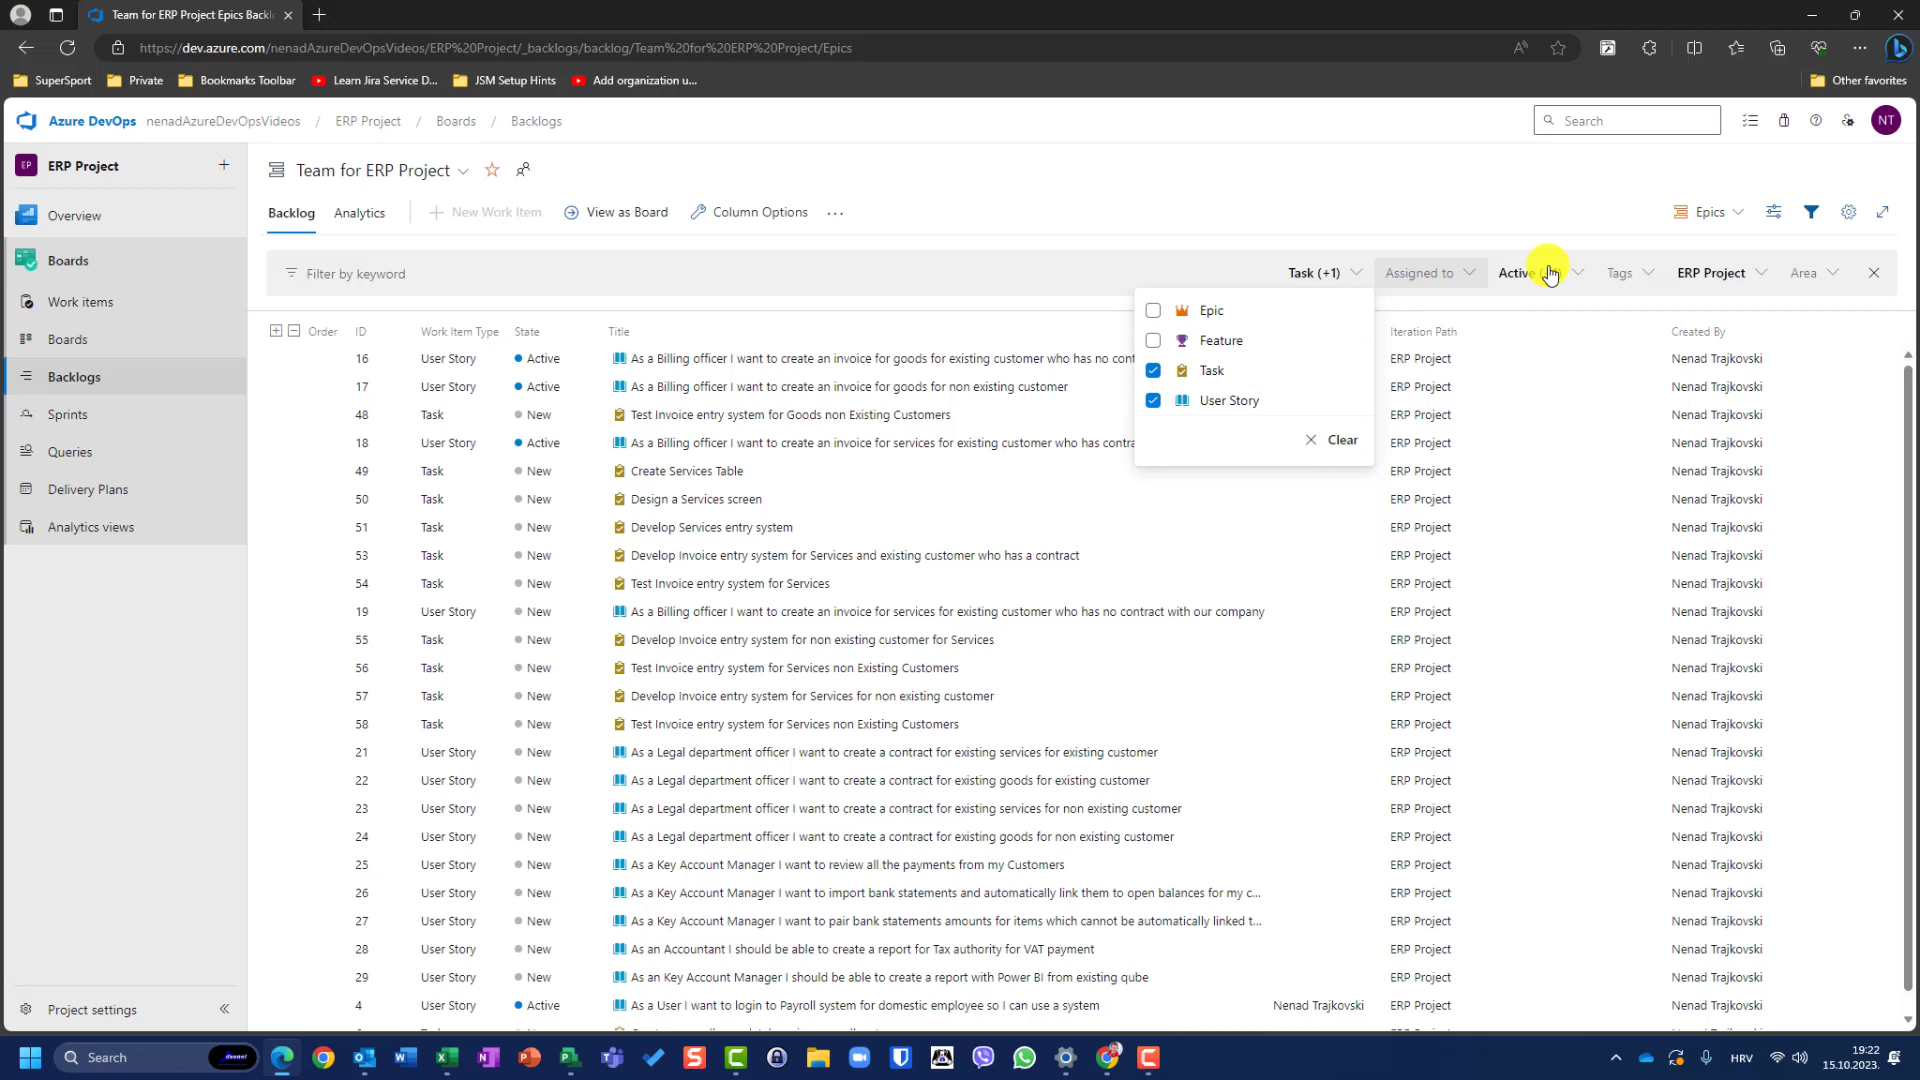 Team for ERP Project Epics Backl
https://dev.azure.com/nenadAzureDevOpsVideos/ERP%20Project/_backlogs/backlog/Team%20for%20ERP%20Project/Epics
SuperSport
Private
Bookmarks Toolbar
Learn Jira Service D...
JSM Setup Hints
Add organization u...
Other favorites
Azure DevOps nenadAzureDevOpsVideos / ERP Project / Boards / Backlogs
Search
NT
EP ERP Project
Overview
Boards
Work items
Boards
Backlogs
Sprints
Queries
Delivery Plans
Analytics views
Project settings
Team for ERP Project
Backlog Analytics New Work Item View as Board Column Options
Epics
Filter by keyword
Task (+1) Assigned to Active Tags ERP Project Area
Epic
Feature
Task
User Story
Clear
Order ID Work Item Type State Title Iteration Path Created By
16 User Story Active As a Billing officer I want to create an invoice for goods for existing customer who has no cont ERP Project Nenad Trajkovski
17 User Story Active As a Billing officer I want to create an invoice for goods for non existing customer ERP Project Nenad Trajkovski
48 Task New Test Invoice entry system for Goods non Existing Customers ERP Project Nenad Trajkovski
18 User Story Active As a Billing officer I want to create an invoice for services for existing customer who has contra ERP Project Nenad Trajkovski
49 Task New Create Services Table ERP Project Nenad Trajkovski
50 Task New Design a Services screen ERP Project Nenad Trajkovski
51 Task New Develop Services entry system ERP Project Nenad Trajkovski
53 Task New Develop Invoice entry system for Services and existing customer who has a contract ERP Project Nenad Trajkovski
54 Task New Test Invoice entry system for Services ERP Project Nenad Trajkovski
19 User Story New As a Billing officer I want to create an invoice for services for existing customer who has no contract with our company ERP Project Nenad Trajkovski
55 Task New Develop Invoice entry system for non existing customer for Services ERP Project Nenad Trajkovski
56 Task New Test Invoice entry system for Services non Existing Customers ERP Project Nenad Trajkovski
57 Task New Develop Invoice entry system for Services for non existing customer ERP Project Nenad Trajkovski
58 Task New Test Invoice entry system for Services non Existing Customers ERP Project Nenad Trajkovski
21 User Story New As a Legal department officer I want to create a contract for existing services for existing customer ERP Project Nenad Trajkovski
22 User Story New As a Legal department officer I want to create a contract for existing goods for existing customer ERP Project Nenad Trajkovski
23 User Story New As a Legal department officer I want to create a contract for existing services for non existing customer ERP Project Nenad Trajkovski
24 User Story New As a Legal department officer I want to create a contract for existing goods for non existing customer ERP Project Nenad Trajkovski
25 User Story New As a Key Account Manager I want to review all the payments from my Customers ERP Project Nenad Trajkovski
26 User Story New As a Key Account Manager I want to import bank statements and automatically link them to open balances for my c... ERP Project Nenad Trajkovski
27 User Story New As a Key Account Manager I want to pair bank statements amounts for items which cannot be automatically linked t... ERP Project Nenad Trajkovski
28 User Story New As an Accountant I should be able to create a report for Tax authority for VAT payment ERP Project Nenad Trajkovski
29 User Story New As an Key Account Manager I should be able to create a report with Power BI from existing qube ERP Project Nenad Trajkovski
4 User Story Active As a User I want to login to Payroll system for domestic employee so I can use a system Nenad Trajkovski ERP Project Nenad Trajkovski
Search
HRV
19:22
15.10.2023.